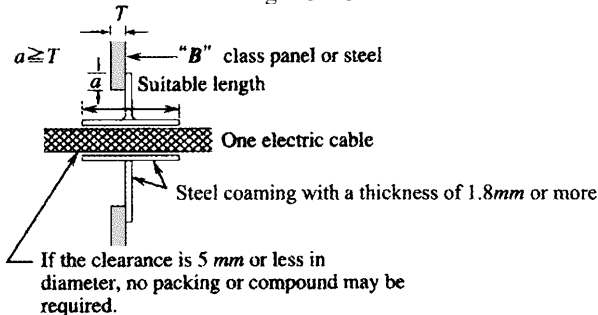 T
a≧T
"B" class panel or steel
a
Suitable length
One electric cable
Steel coaming with a thickness of 1.8mm or more
If the clearance is 5 mm or less in
diameter, no packing or compound may be
required.